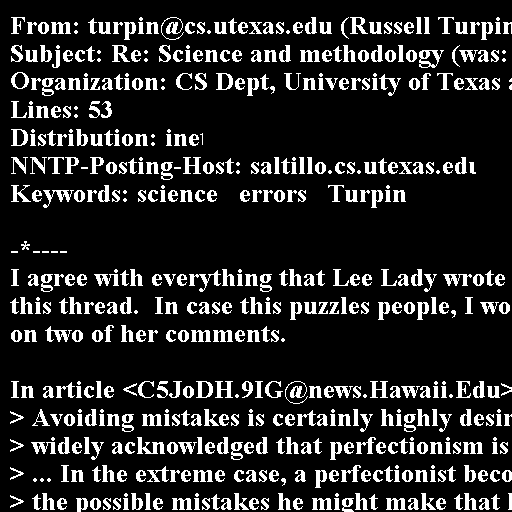 From: turpin@cs.utexas.edu (Russell Turpin
Subject: Re: Science and methodology (was:
Organization: CS Dept, University of Texas a
Lines: 53
Distribution: inet
NNTP-Posting-Host: saltillo.cs.utexas.edu
Keywords: science   errors   Turpin

-*----
I agree with everything that Lee Lady wrote
this thread.  In case this puzzles people, I wo
on two of her comments.

In article <C5JoDH.9IG@news.Hawaii.Edu>
> Avoiding mistakes is certainly highly desir
> widely acknowledged that perfectionism is
> ... In the extreme case, a perfectionist beco
> the possible mistakes he might make that